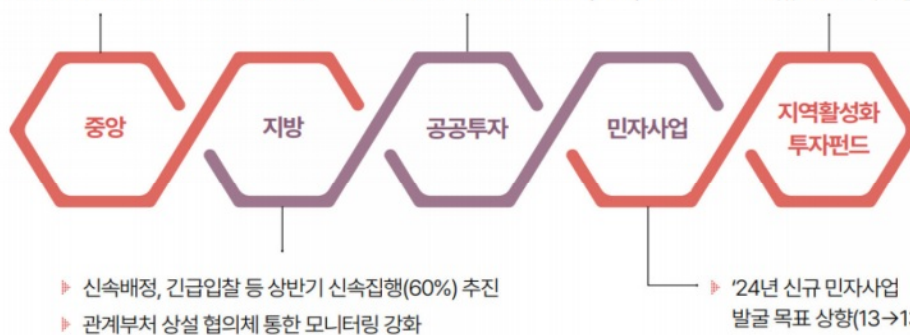 중앙
지방
공공투자
민자사업
지역활성화
투자펀드
신속배정, 긴급입찰 등 상반기 신속집행(60%) 추진
관계부처 상설 협의체 통한 모니터링 강화
'24년 신규 민자사업
발굴 목표 상향